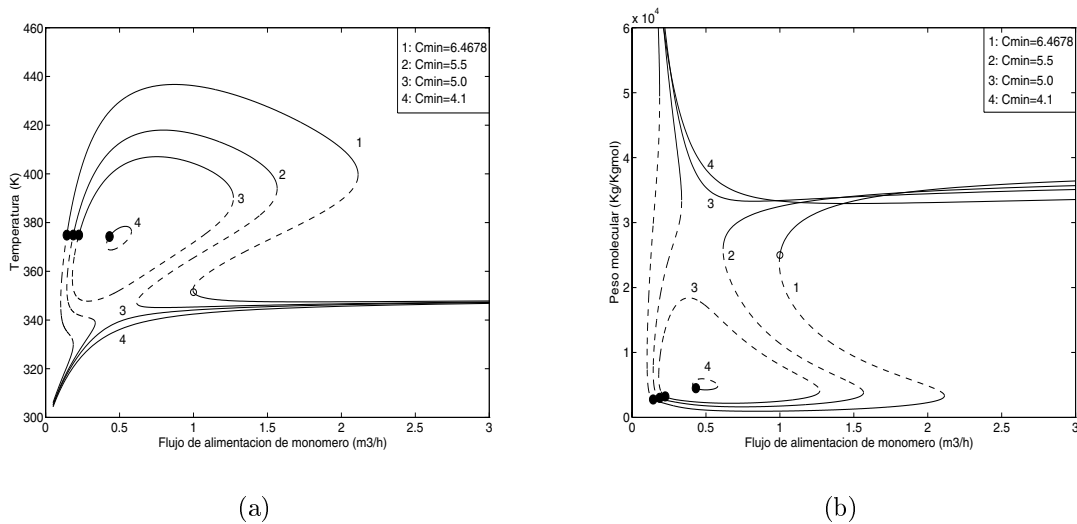 460
440
420
400
380
360
340
320
300
0
0.5
1
1.5
2
2.5
3
Temperatura (K)
Flujo de alimentacion de monomero (m3/h)
1: Cmin=6.4678
2: Cmin=5.5
3: Cmin=5.0
4: Cmin=4.1
1
2
3
4
3
4
(a)
x 10⁴
6
5
4
3
2
1
0
0
0.5
1
1.5
2
2.5
3
Peso molecular (Kg/Kgmol)
Flujo de alimentacion de monomero (m3/h)
1: Cmin=6.4678
2: Cmin=5.5
3: Cmin=5.0
4: Cmin=4.1
4
3
2
1
3
4
(b)